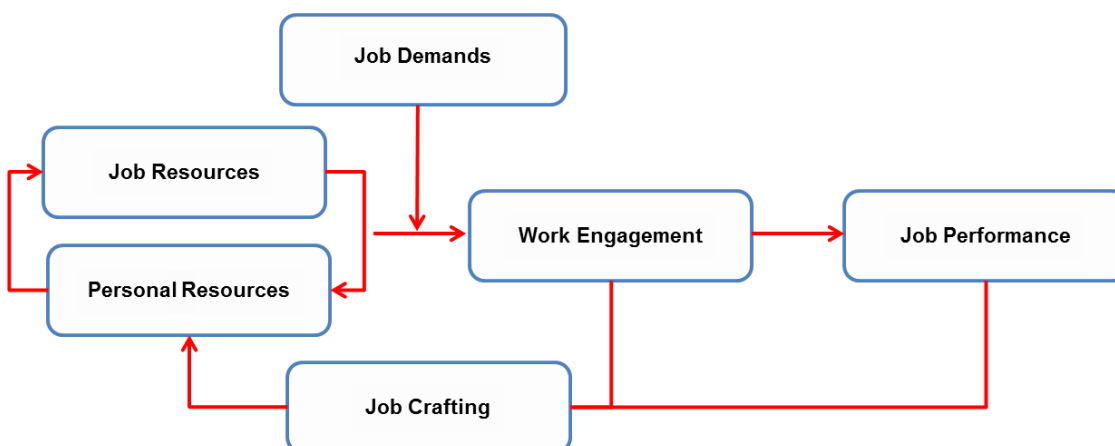 Job Demands
Job Resources
Work Engagement
Job Performance
Personal Resources
Job Crafting